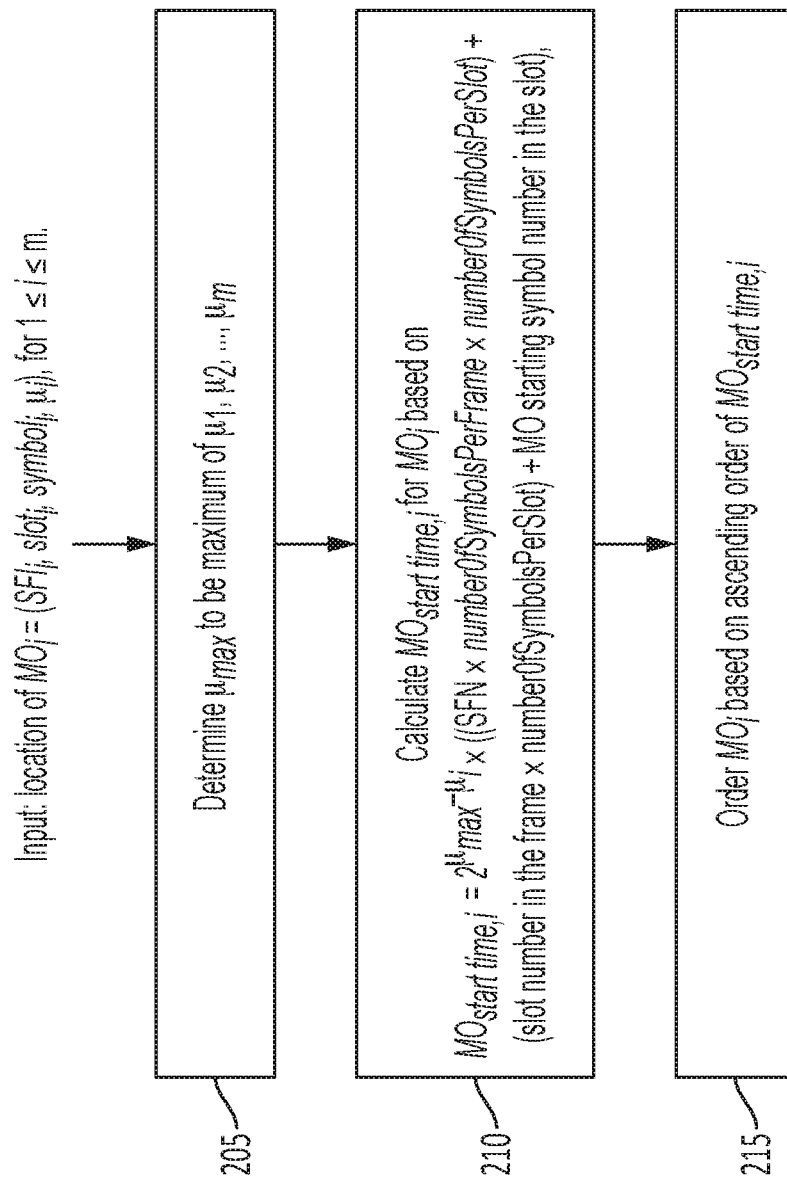 Input: location of MOi = (SFIi, sloti, symboli, μi), for 1 ≤ i ≤ m.
205
Determine μmax to be maximum of μ1, μ2, ..., μm
210
Calculate MOstart time,i for MOi based on
MOstart time,i = 2^μmax−μi × ((SFN × numberOfSymbolsPerFrame × numberOfSymbolsPerSlot) +
(slot number in the frame × numberOfSymbolsPerSlot) + MO starting symbol number in the slot),
215
Order MOi based on ascending order of MOstart time,i